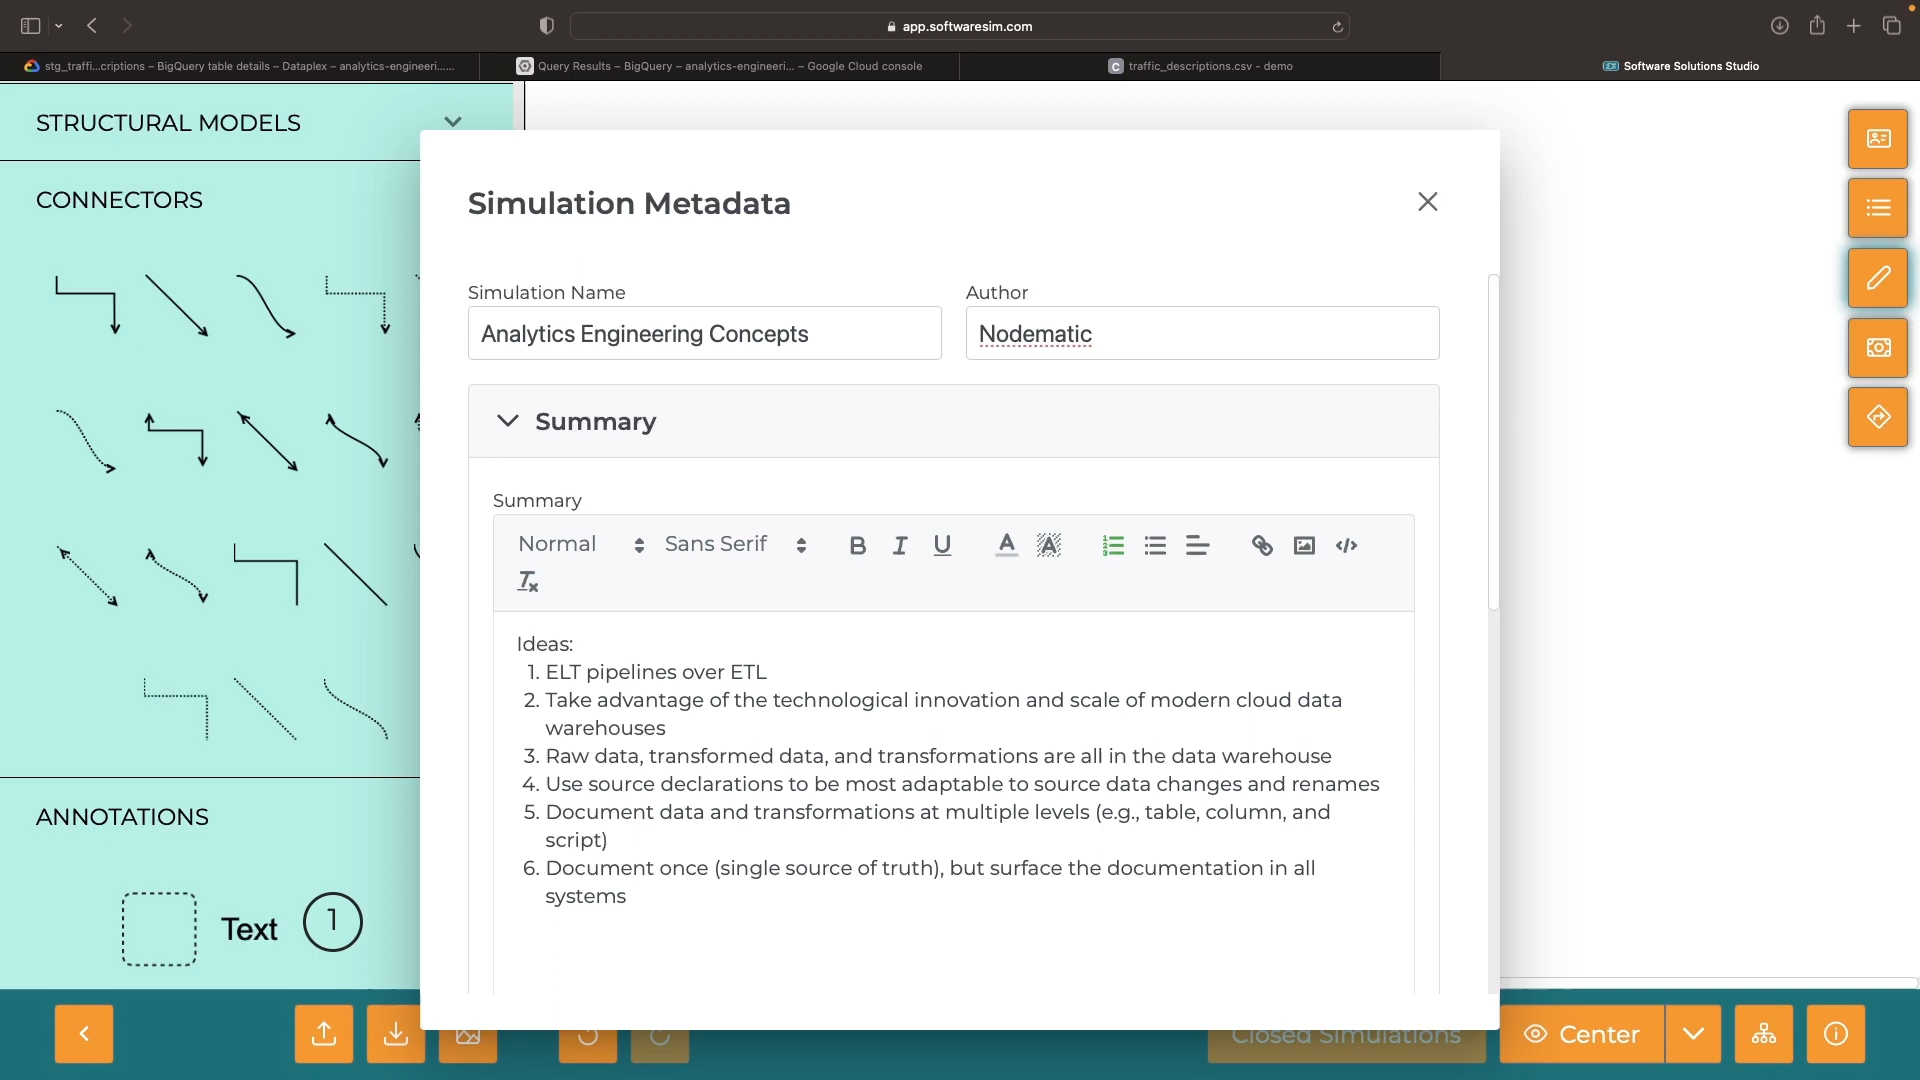 app.softwaresim.com
stg_traffi...criptions – BigQuery table details – Dataplex – analytics-engineeri......
Query Results – BigQuery – analytics-engineeri... – Google Cloud console
C traffic_descriptions.csv - demo
Software Solutions Studio
STRUCTURAL MODELS
CONNECTORS
ANNOTATIONS
Text
1
Simulation Metadata
Simulation Name
Author
Analytics Engineering Concepts
Nodematic
Summary
Summary
Normal
Sans Serif
B I U A A
Ideas:
1. ELT pipelines over ETL
2. Take advantage of the technological innovation and scale of modern cloud data
warehouses
3. Raw data, transformed data, and transformations are all in the data warehouse
4. Use source declarations to be most adaptable to source data changes and renames
5. Document data and transformations at multiple levels (e.g., table, column, and
script)
6. Document once (single source of truth), but surface the documentation in all
systems
Closed Simulations
Center